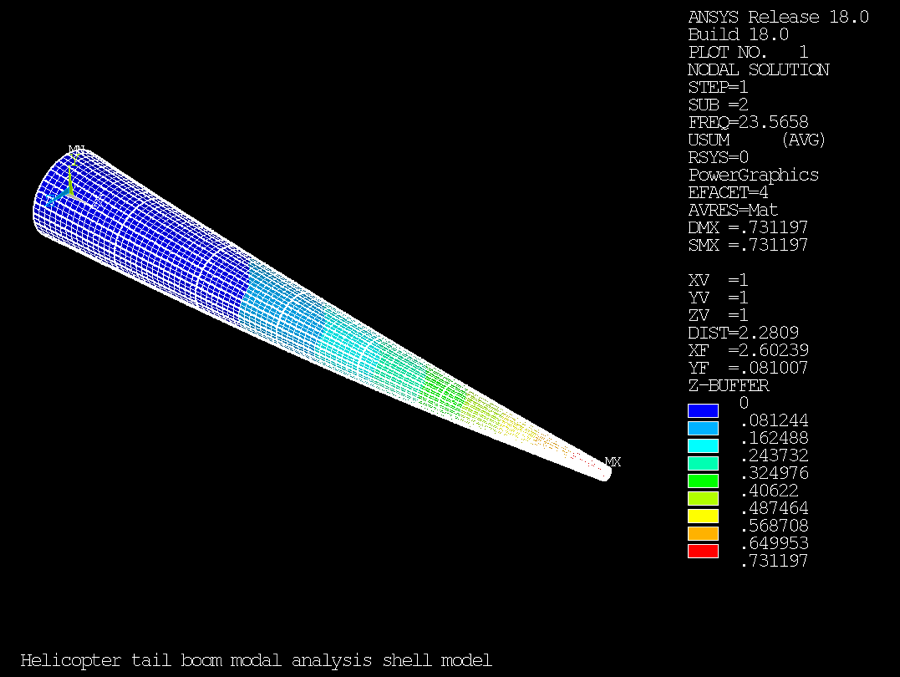 ANSYS Release 18.0
Build 18.0
PLOT NO.   1
NODAL SOLUTION
STEP=1
SUB =2
FREQ=23.5658
USUM     (AVG)
RSYS=0
PowerGraphics
EFACET=4
AVRES=Mat
DMX =.731197
SMX =.731197
MN
XV  =1
YV  =1
ZV  =1
DIST=2.2809
XF  =2.60239
YF  =.081007
Z-BUFFER
0
.081244
.162488
.243732
.324976
.40622
.487464
.568708
.649953
.731197
MX
Helicopter tail boom modal analysis shell model